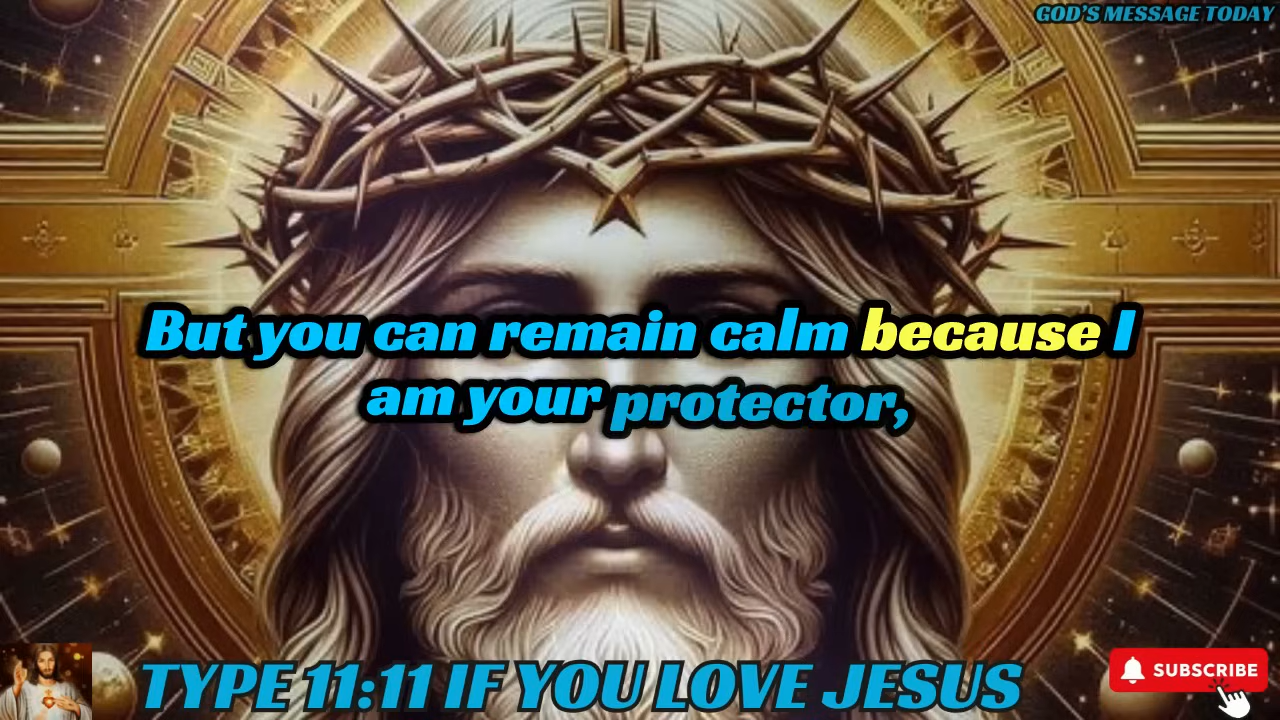 GOD'S MESSAGE TODAY
But you can remain calm because I
am your protector,
TYPE 11:11 IF YOU LOVE JESUS
SUBSCRIBE